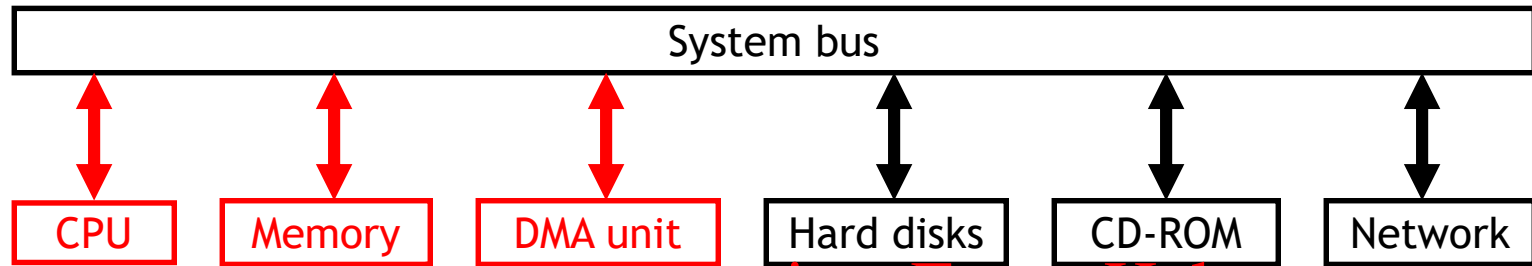 System bus
CPU Memory DMA unit Hard disks CD-ROM Network